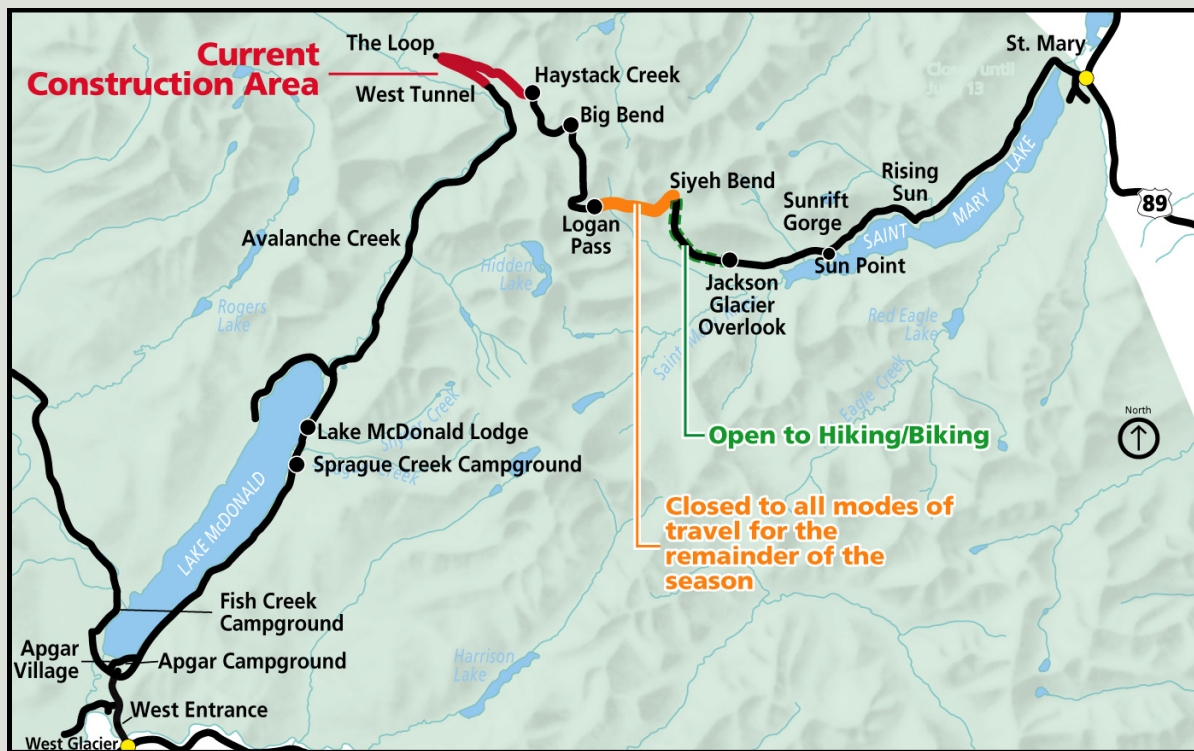 The Loop
Current
Construction Area
West Tunnel
Haystack Creek
Big Bend
St. Mary
Closed until
Siyeh Bend
Rising
Sun
Sunrift
Gorge
SAINT MARY LAKE
89
Logan
Pass
Avalanche Creek
Hidden
Lake
Sun Point
Jackson
Glacier
Overlook
Rogers
Lake
Red Eagle
Lake
Eagle Creek
North
Open to Hiking/Biking
Lake McDonald Lodge
Sprague Creek Campground
LAKE McDONALD
Closed to all modes of
travel for the
remainder of the
season
Fish Creek
Campground
Apgar
Village
Apgar Campground
Harrison
Lake
West Entrance
West Glacier